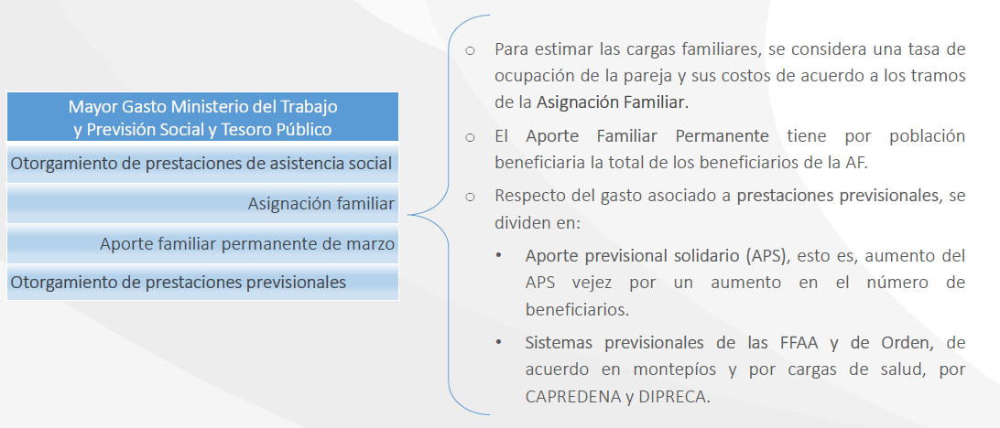 Mayor Gasto Ministerio del Trabajo
y Previsión Social y Tesoro Público
Otorgamiento de prestaciones de asistencia social
Asignación familiar
Aporte familiar permanente de marzo
Otorgamiento de prestaciones previsionales
o Para estimar las cargas familiares, se considera una tasa de
ocupación de la pareja y sus costos de acuerdo a los tramos
de la Asignación Familiar.
o El Aporte Familiar Permanente tiene por población
beneficiaria la total de los beneficiarios de la AF.
o Respecto del gasto asociado a prestaciones previsionales, se
dividen en:
• Aporte previsional solidario (APS), esto es, aumento del
APS vejez por un aumento en el número de
beneficiarios.
• Sistemas previsionales de las FFAA y de Orden, de
acuerdo en montepíos y por cargas de salud, por
CAPREDENA y DIPRECA.